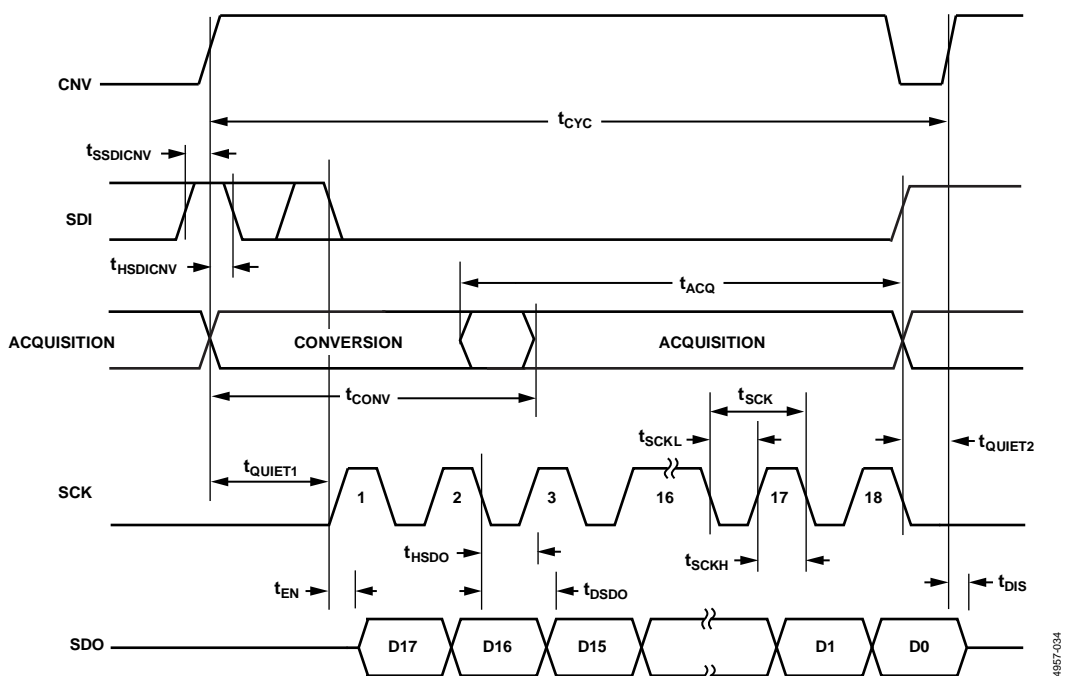 CNV
tCYC
tSSDICNV
SDI
tHSDICNV
tACQ
ACQUISITION CONVERSION ACQUISITION
tCONV
tSCK
tSCKL
tQUIET2
tQUIET1
SCK 1 2 3 16 17 18
tHSDO
tSCKH
tEN
tDSDO
tDIS
SDO D17 D16 D15 D1 D0
4957-034